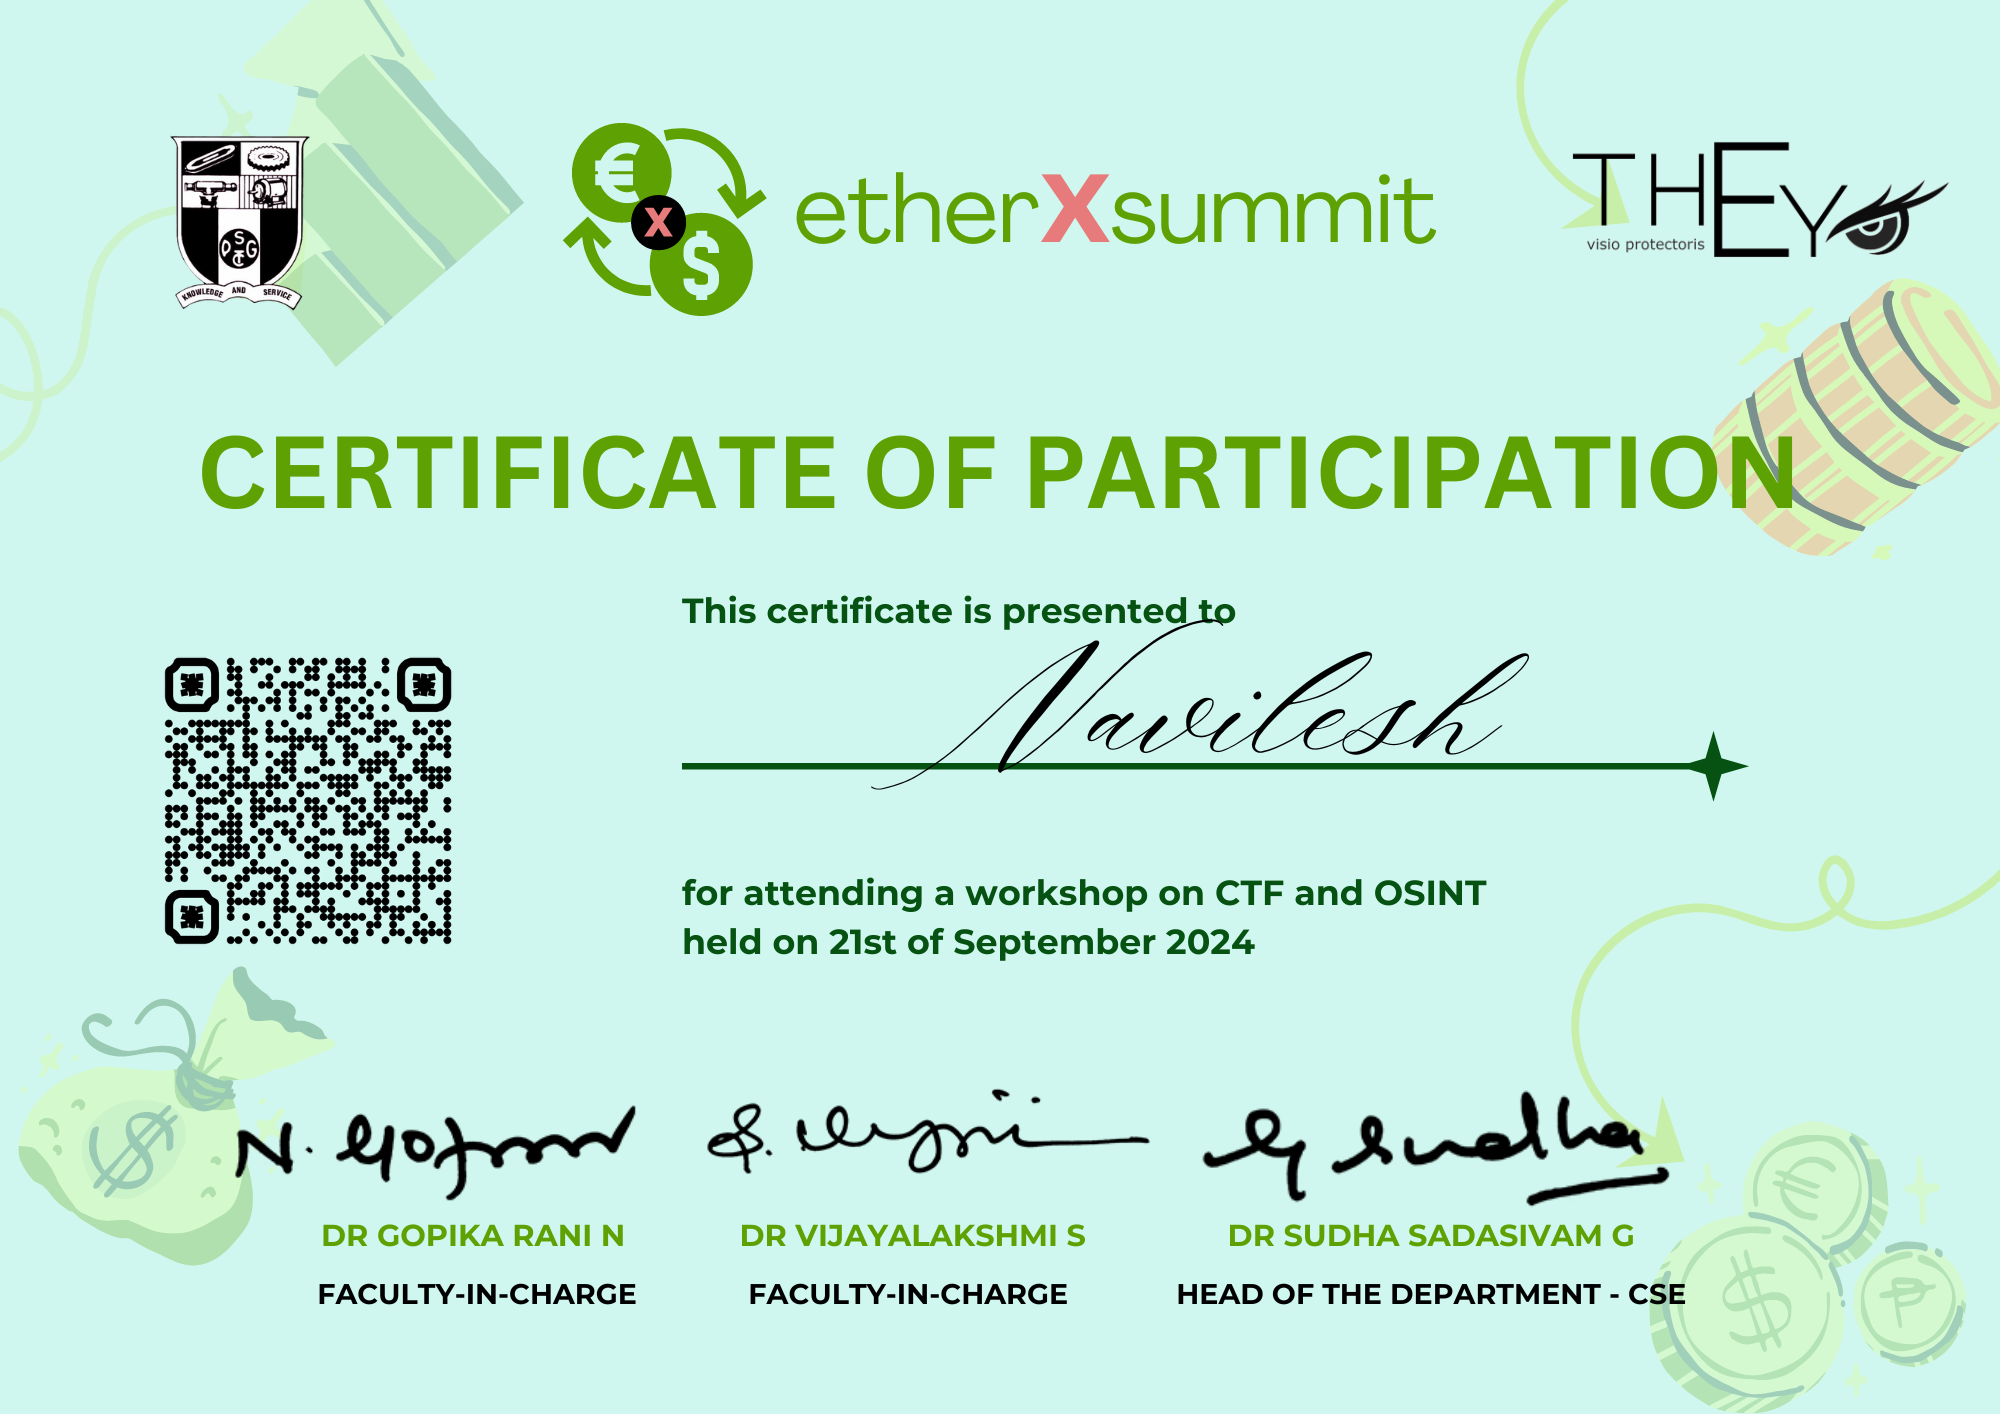 PSG
CT
KNOWLEDGE AND SERVICE
€
X
$
etherXsummit
THEY
visio protectoris
CERTIFICATE OF PARTICIPATION
This certificate is presented to
Navilesh
for attending a workshop on CTF and OSINT
held on 21st of September 2024
N. Gopika
S. Vijaya
G Sudha
DR GOPIKA RANI N
DR VIJAYALAKSHMI S
DR SUDHA SADASIVAM G
FACULTY-IN-CHARGE
FACULTY-IN-CHARGE
HEAD OF THE DEPARTMENT - CSE